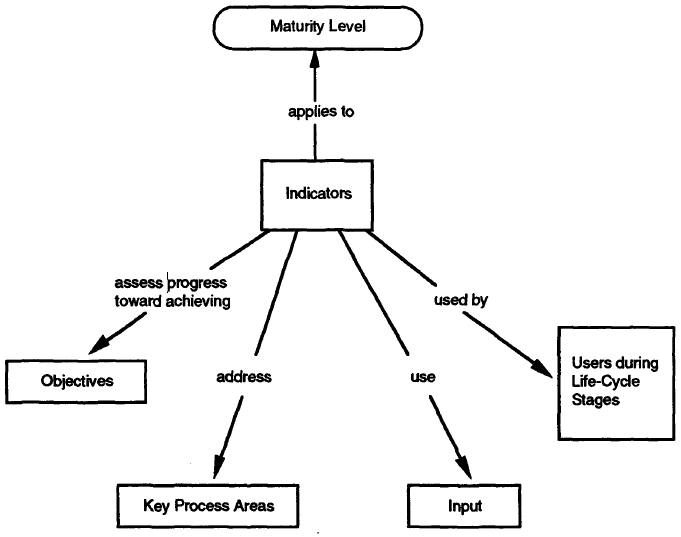 Maturity Level
applies to
Indicators
assess progress
toward achieving
used by
Objectives
address
use
Users during
Life-Cycle
Stages
Key Process Areas
Input